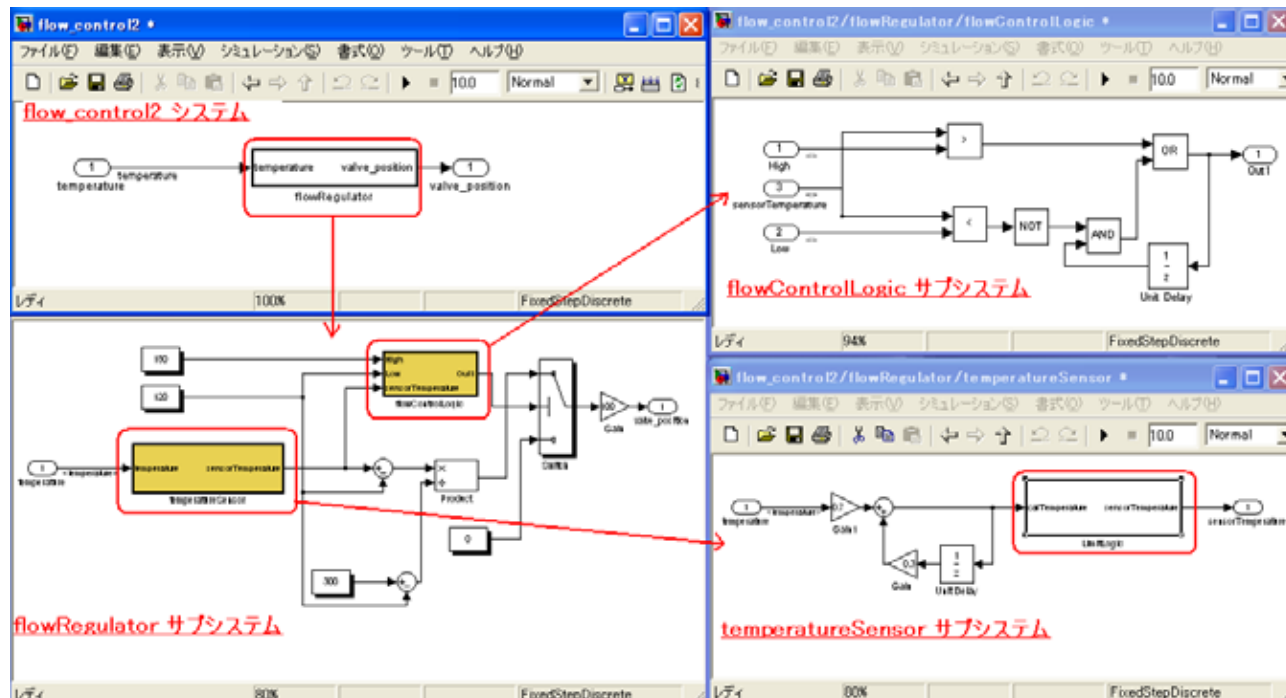 flow_control2 *
ファイル(F) 編集(E) 表示(V) シミュレーション(S) 書式(O) ツール(T) ヘルプ(H)
10.0 Normal
flow_control2 システム
1 temperature temperature valve_position 1
temperature valve_position
flowRegulator
レディ 100% FixedStepDiscrete
High
120 Low Out1
sensorTemperature
flowControlLogic
100
Gain
1 temperature sensorTemperature
temperature
temperatureSensor
Product
Switch
0
300
flowRegulator サブシステム
レディ 80% FixedStepDiscrete
flow_control2/flowRegulator/flowControlLogic *
ファイル(F) 編集(E) 表示(V) シミュレーション(S) 書式(O) ツール(T) ヘルプ(H)
10.0 Normal
1 > OR 1
High Out1
3
sensorTemperature
2 < NOT AND
Low
1
z
Unit Delay
flowControlLogic サブシステム
レディ 94% FixedStepDiscrete
flow_control2/flowRegulator/temperatureSensor *
ファイル(F) 編集(E) 表示(V) シミュレーション(S) 書式(O) ツール(T) ヘルプ(H)
10.0 Normal
1 temperature 0.7 sensorTemperature 1
temperature Gain1 sensorTemperature
0.3 1
z
Gain Unit Delay
temperatureSensor サブシステム
レディ 80% FixedStepDiscrete